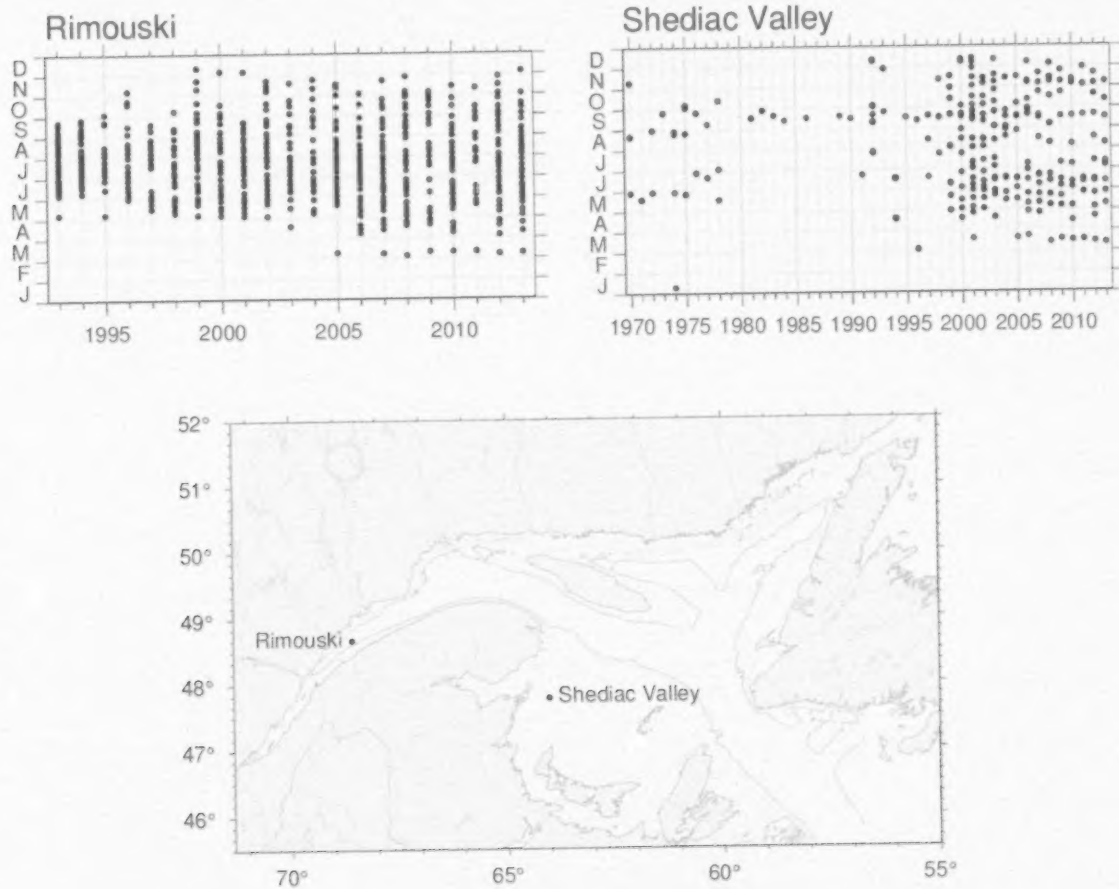 Rimouski
D
N
O
S
A
J
J
M
A
M
F
J
1995 2000 2005 2010
Shediac Valley
D
N
O
S
A
J
J
M
A
M
F
J
1970 1975 1980 1985 1990 1995 2000 2005 2010
52°
51°
50°
49°
48°
47°
46°
Rimouski
Shediac Valley
70° 65° 60° 55°